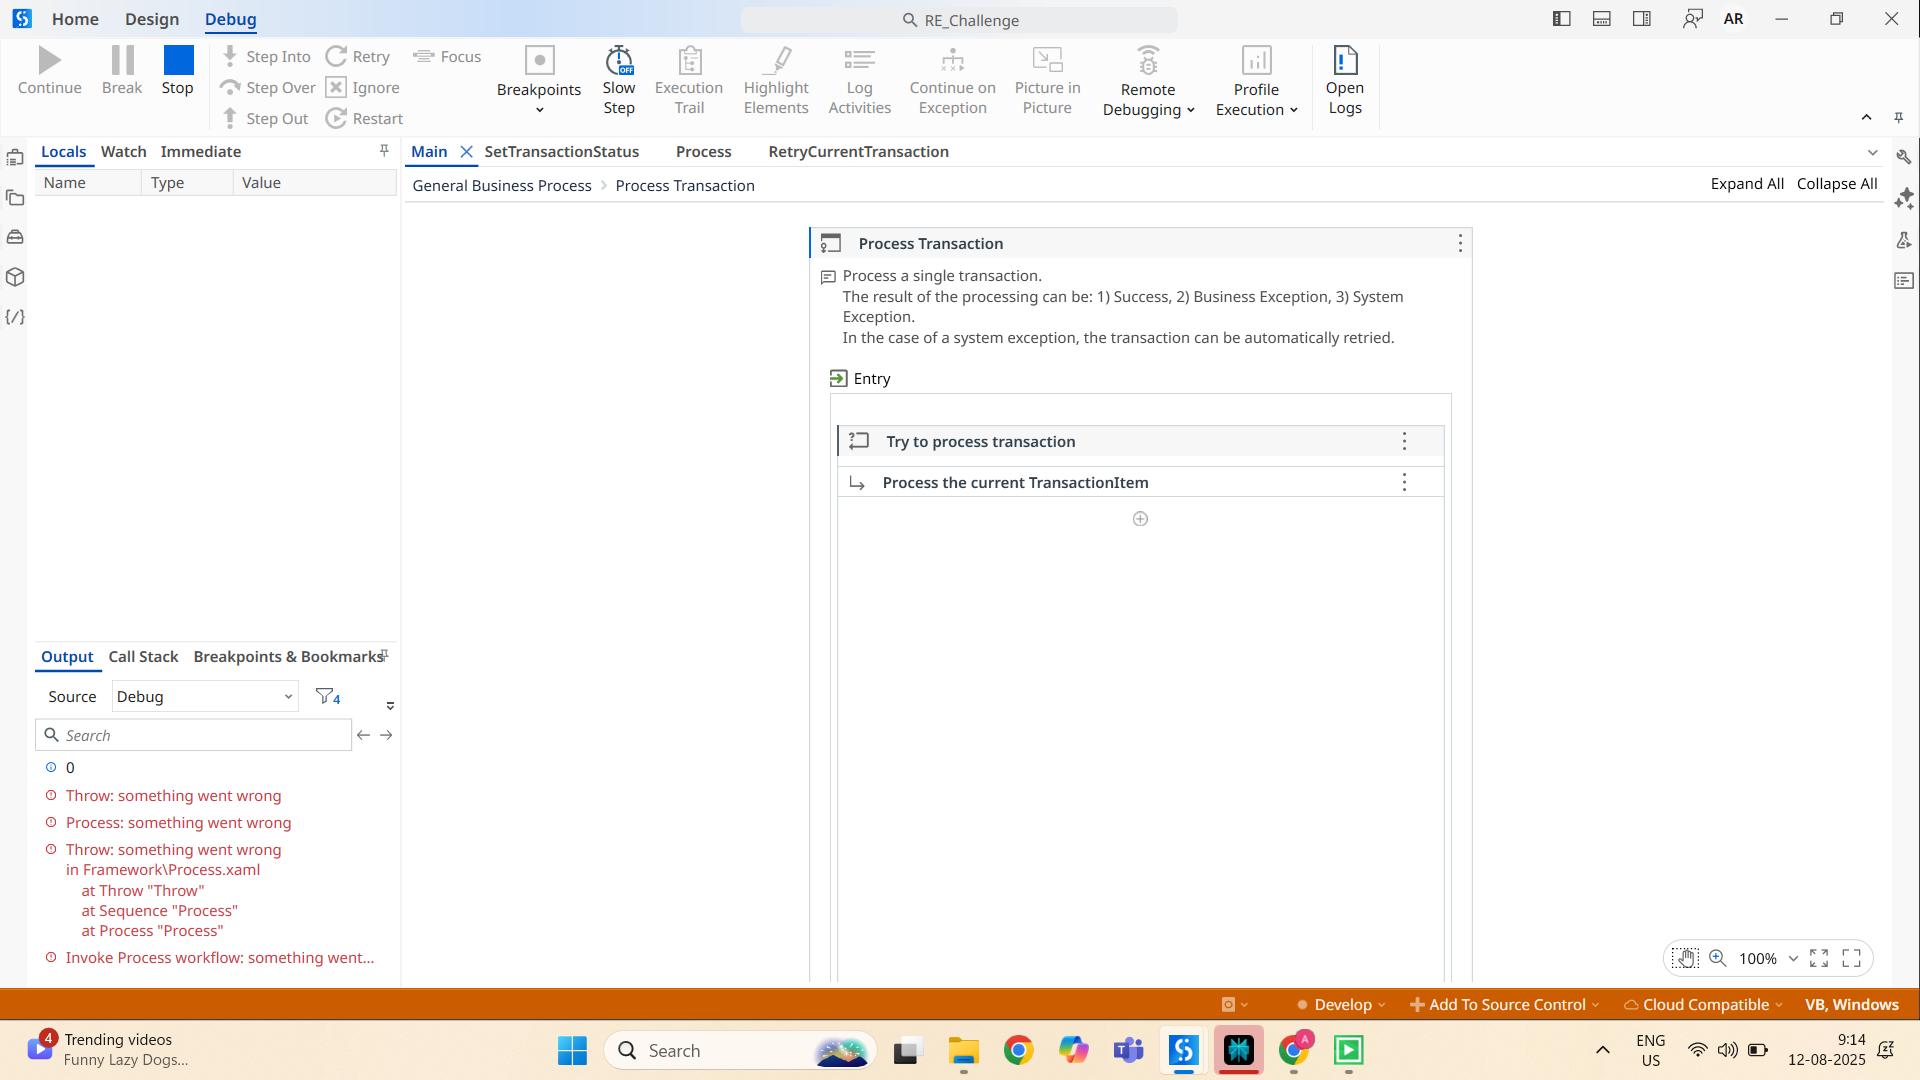 Home Design Debug
RE_Challenge
AR
Continue Break Stop
Step Into Retry Focus
Step Over Ignore
Step Out Restart
Breakpoints
Slow Step
Execution Trail
Highlight Elements
Log Activities
Continue on Exception
Picture in Picture
Remote Debugging
Profile Execution
Open Logs
Locals Watch Immediate
Name Type Value
Main SetTransactionStatus Process RetryCurrentTransaction
General Business Process > Process Transaction
Expand All Collapse All
Process Transaction
Process a single transaction.
The result of the processing can be: 1) Success, 2) Business Exception, 3) System
Exception.
In the case of a system exception, the transaction can be automatically retried.
Entry
Try to process transaction
Process the current TransactionItem
Output Call Stack Breakpoints & Bookmarks
Source Debug 4
Search
0
Throw: something went wrong
Process: something went wrong
Throw: something went wrong
in Framework\Process.xaml
at Throw "Throw"
at Sequence "Process"
at Process "Process"
Invoke Process workflow: something went...
100%
Develop Add To Source Control Cloud Compatible VB, Windows
4
Trending videos
Funny Lazy Dogs...
Search
A
ENG
US
9:14
12-08-2025